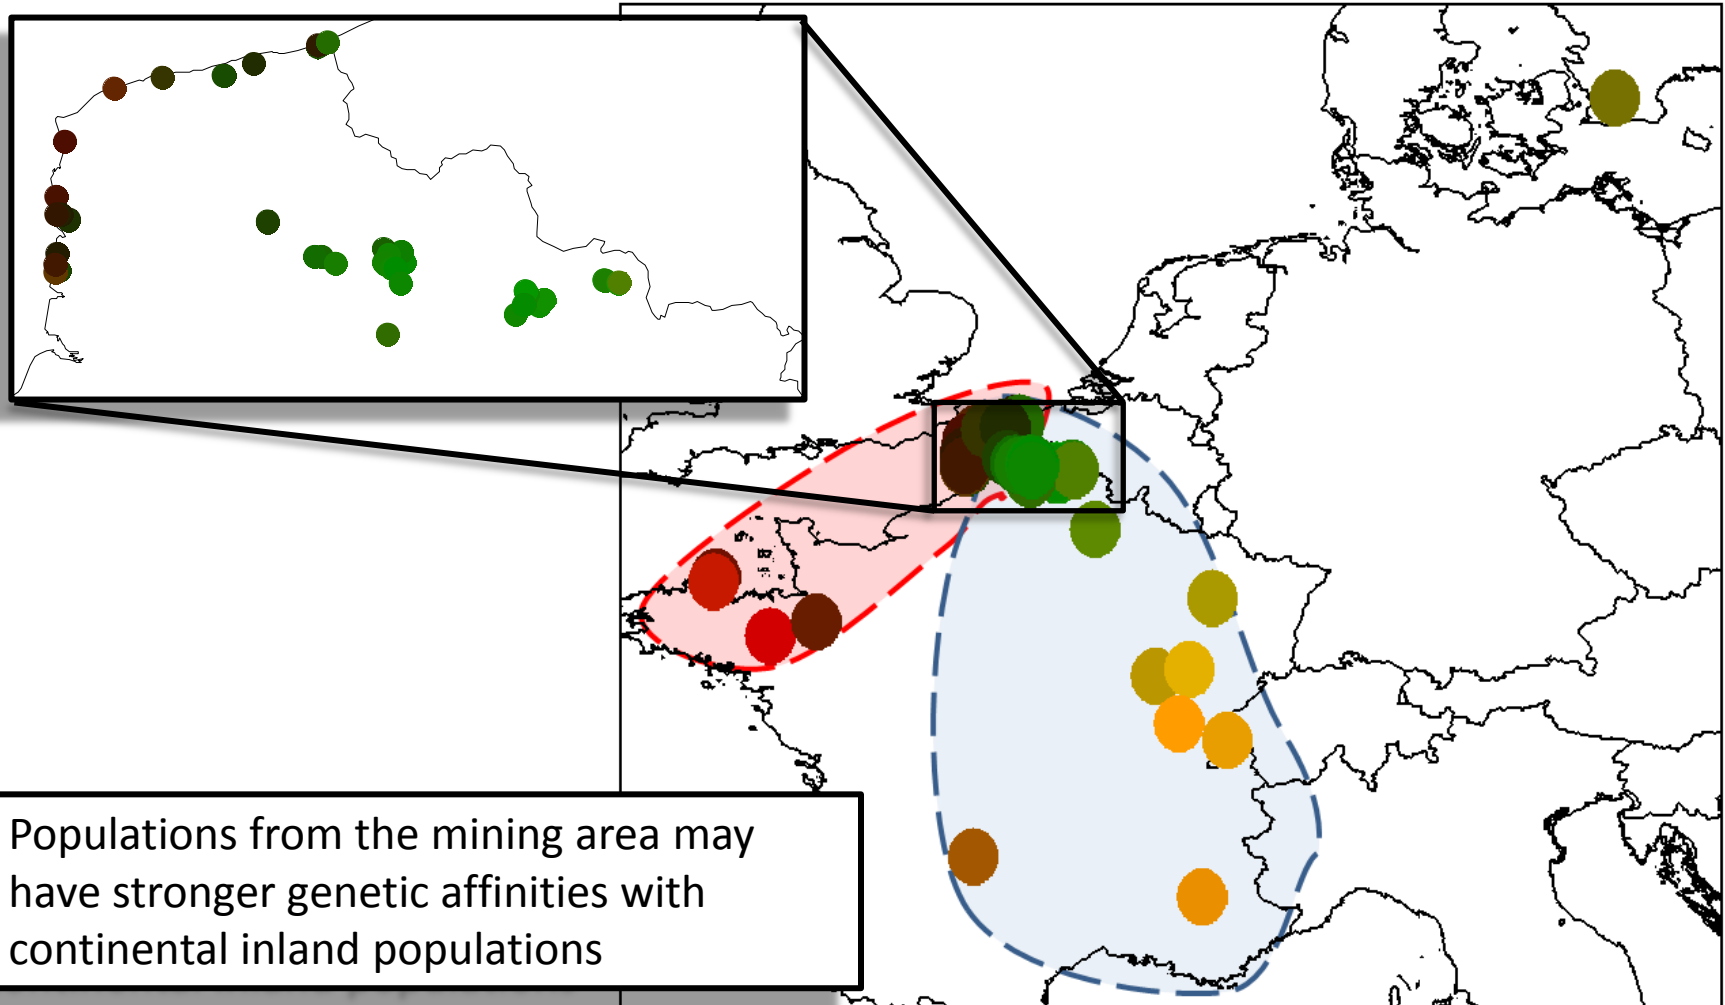 Populations from the mining area may
have stronger genetic affinities with
continental inland populations